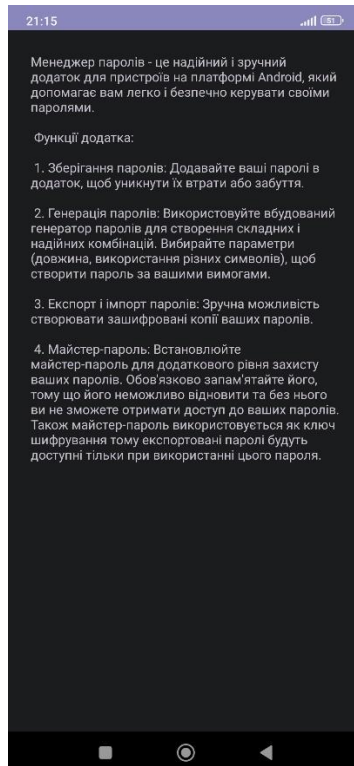 21:15
51
Менеджер паролів - це надійний і зручний
додаток для пристроїв на платформі Android, який
допомагає вам легко і безпечно керувати своїми
паролями.
Функції додатка:
1. Зберігання паролів: Додавайте ваші паролі в
додаток, щоб уникнути їх втрати або забуття.
2. Генерація паролів: Використовуйте вбудований
генератор паролів для створення складних і
надійних комбінацій. Вибирайте параметри
(довжина, використання різних символів), щоб
створити пароль за вашими вимогами.
3. Експорт і імпорт паролів: Зручна можливість
створювати зашифровані копії ваших паролів.
4. Майстер-пароль: Встановлюйте
майстер-пароль для додаткового рівня захисту
ваших паролів. Обов'язково запам'ятайте його,
тому що його неможливо відновити та без нього
ви не зможете отримати доступ до ваших паролів.
Також майстер-пароль використовується як ключ
шифрування тому експортовані паролі будуть
доступні тільки при використанні цього пароля.